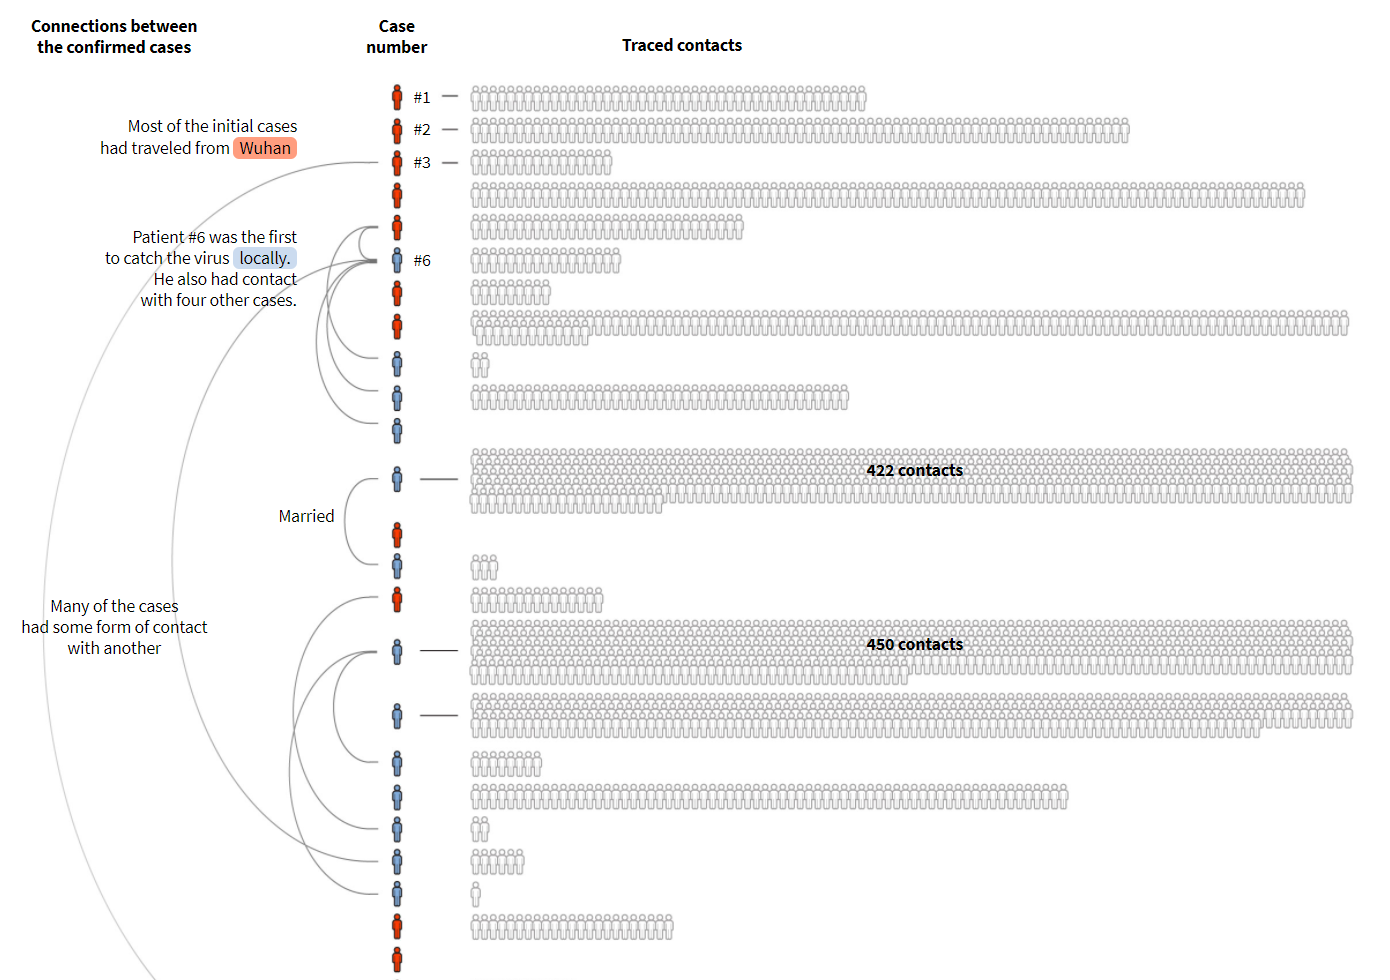 Connections between
the confirmed cases
Case
number
Traced contacts
#1
Most of the initial cases
had traveled from Wuhan
#2
#3
Patient #6 was the first
to catch the virus locally.
He also had contact
with four other cases.
#6
422 contacts
Married
Many of the cases
had some form of contact
with another
450 contacts